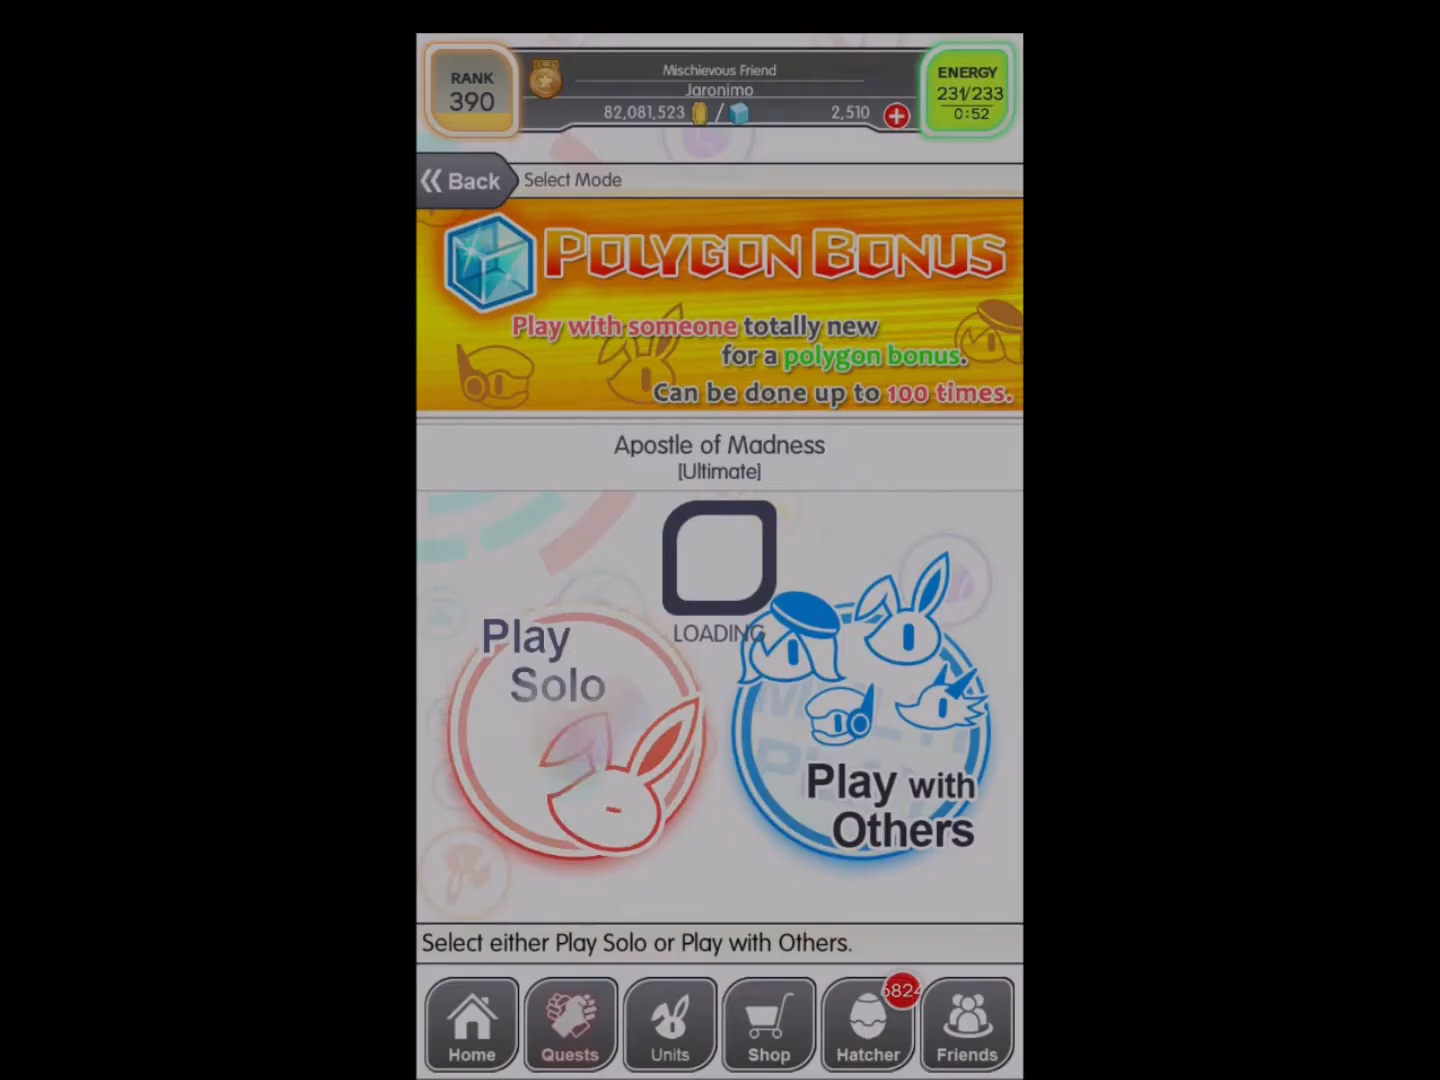 RANK
390
Mischievous Friend
Jaronimo
82,081,523 / 2,510
ENERGY
231/233
0:52
Back
Select Mode
POLYGON BONUS
Play with someone totally new
for a polygon bonus.
Can be done up to 100 times.
Apostle of Madness
[Ultimate]
LOADING
Play
Solo
Play with
Others
Select either Play Solo or Play with Others.
Home
Quests
Units
Shop
6824
Hatcher
Friends